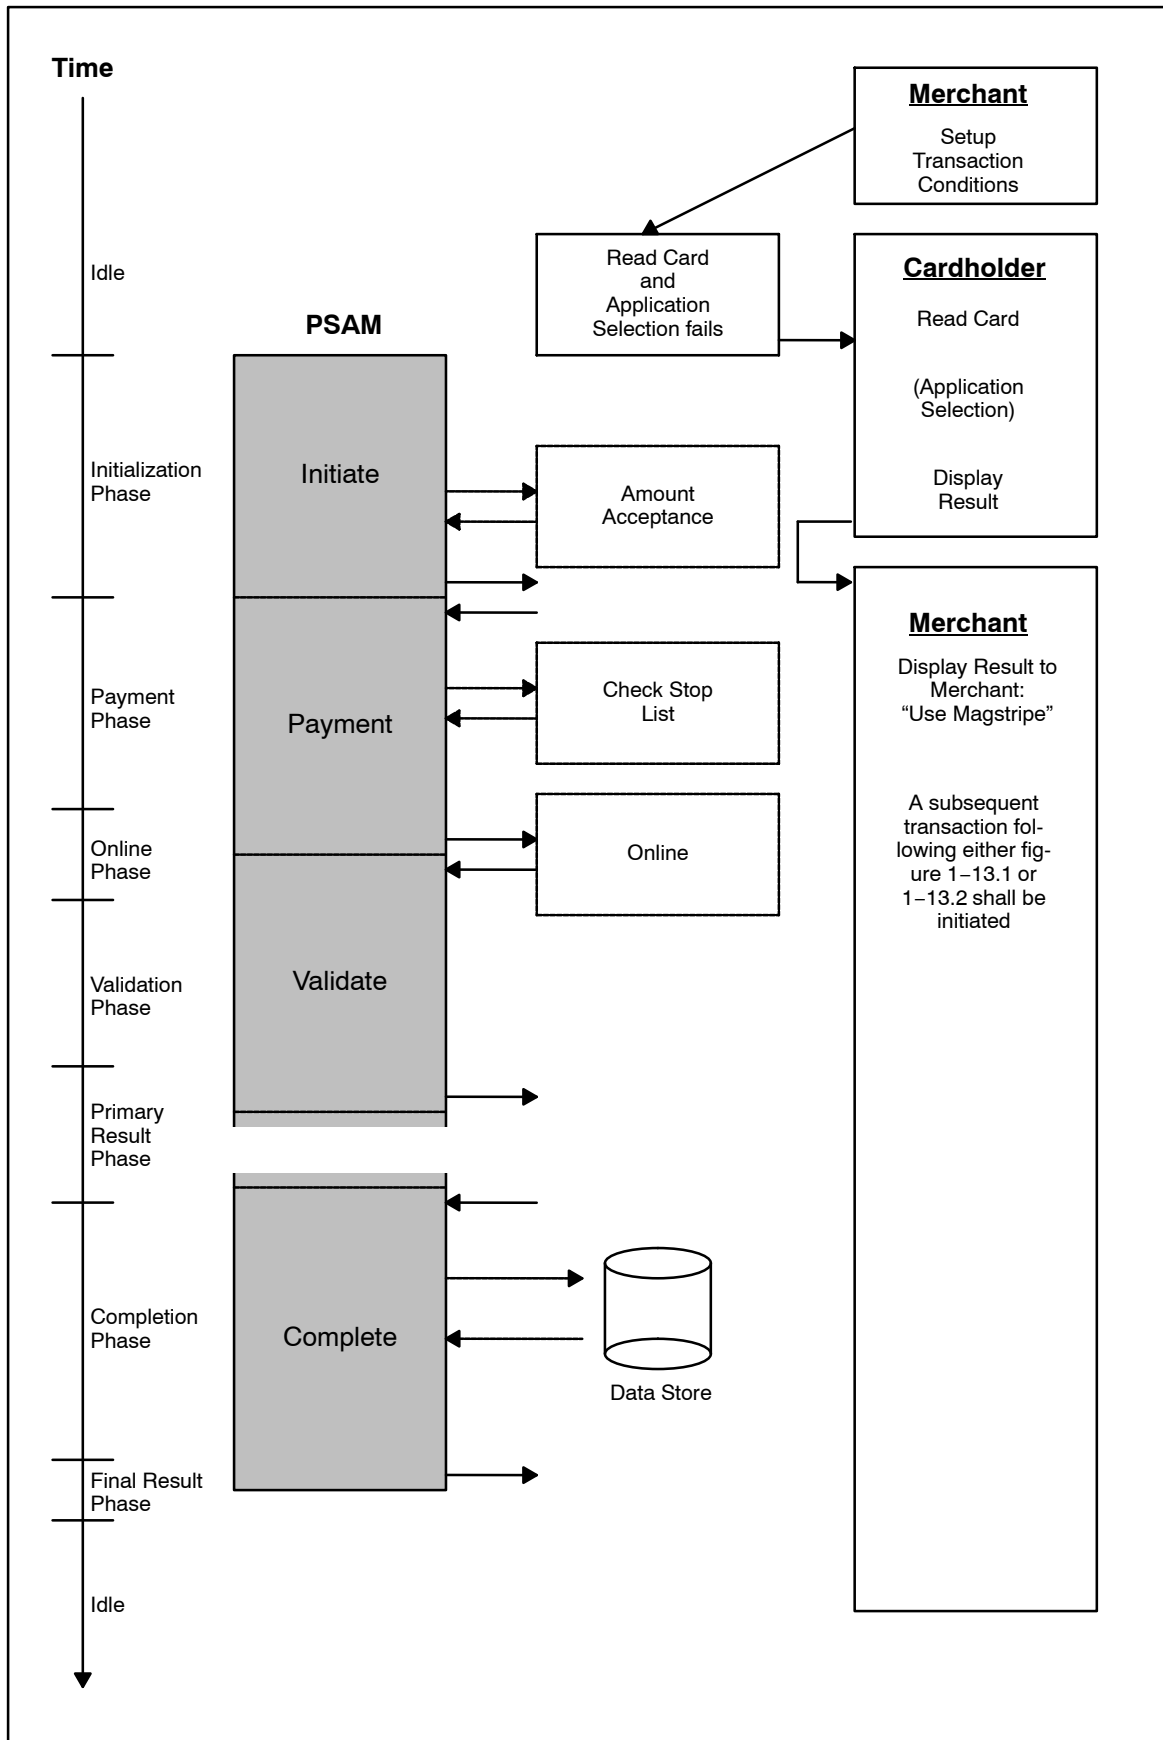 Time
Merchant
Setup
Transaction
Conditions
Idle
Read Card
and
Application
Selection fails
Cardholder
Read Card
(Application
Selection)
Display
Result
PSAM
Initialization
Phase
Initiate
Amount
Acceptance
Payment
Phase
Payment
Check Stop
List
Merchant
Display Result to
Merchant:
“Use Magstripe”
A subsequent
transaction fol-
lowing either fig-
ure 1–13.1 or
1–13.2 shall be
initiated
Online
Phase
Online
Validation
Phase
Validate
Primary
Result
Phase
Completion
Phase
Complete
Data Store
Final Result
Phase
Idle